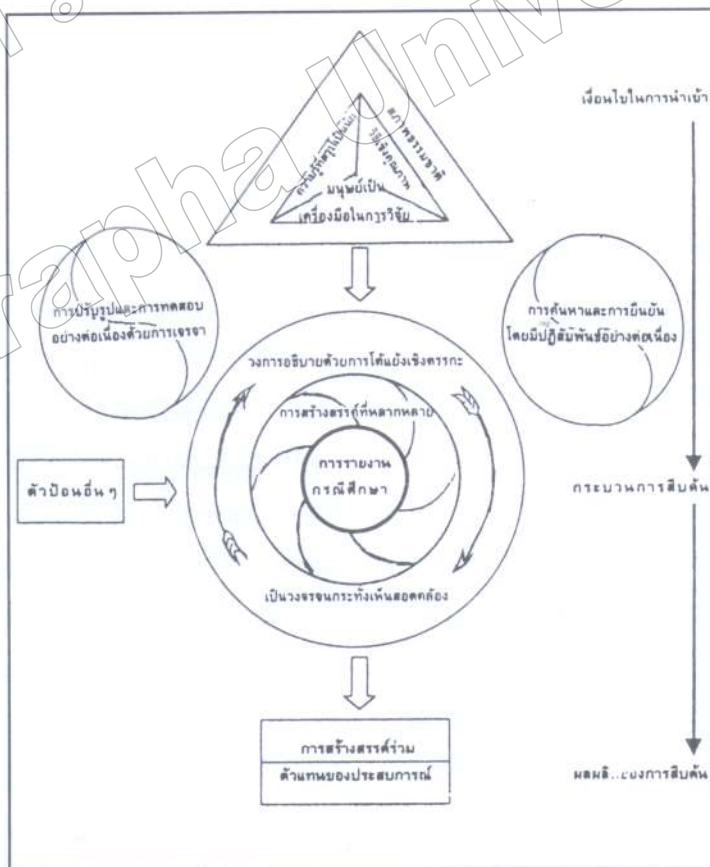 เงื่อนไขในการนำเข้า
สภาพธรรมชาติ
วิธีเชิงคุณภาพ
มนุษย์เป็น
เครื่องมือในการวิจัย
การปรับรูปและการทดสอบ
อย่างต่อเนื่องด้วยการเจรจา
การค้นหาและการยืนยัน
โดยมีปฏิสัมพันธ์อย่างต่อเนื่อง
วงการอธิบายด้วยการโต้แย้งเชิงตรรกะ
การสร้างสรรค์ที่หลากหลาย
การรายงาน
กรณีศึกษา
ตัวป้อนอื่นๆ
กระบวนการสืบค้น
เป็นวงจรจนกระทั่งเห็นสอดคล้อง
การสร้างสรรค์ร่วม
ตัวแทนของประสบการณ์
ของการสืบค้น